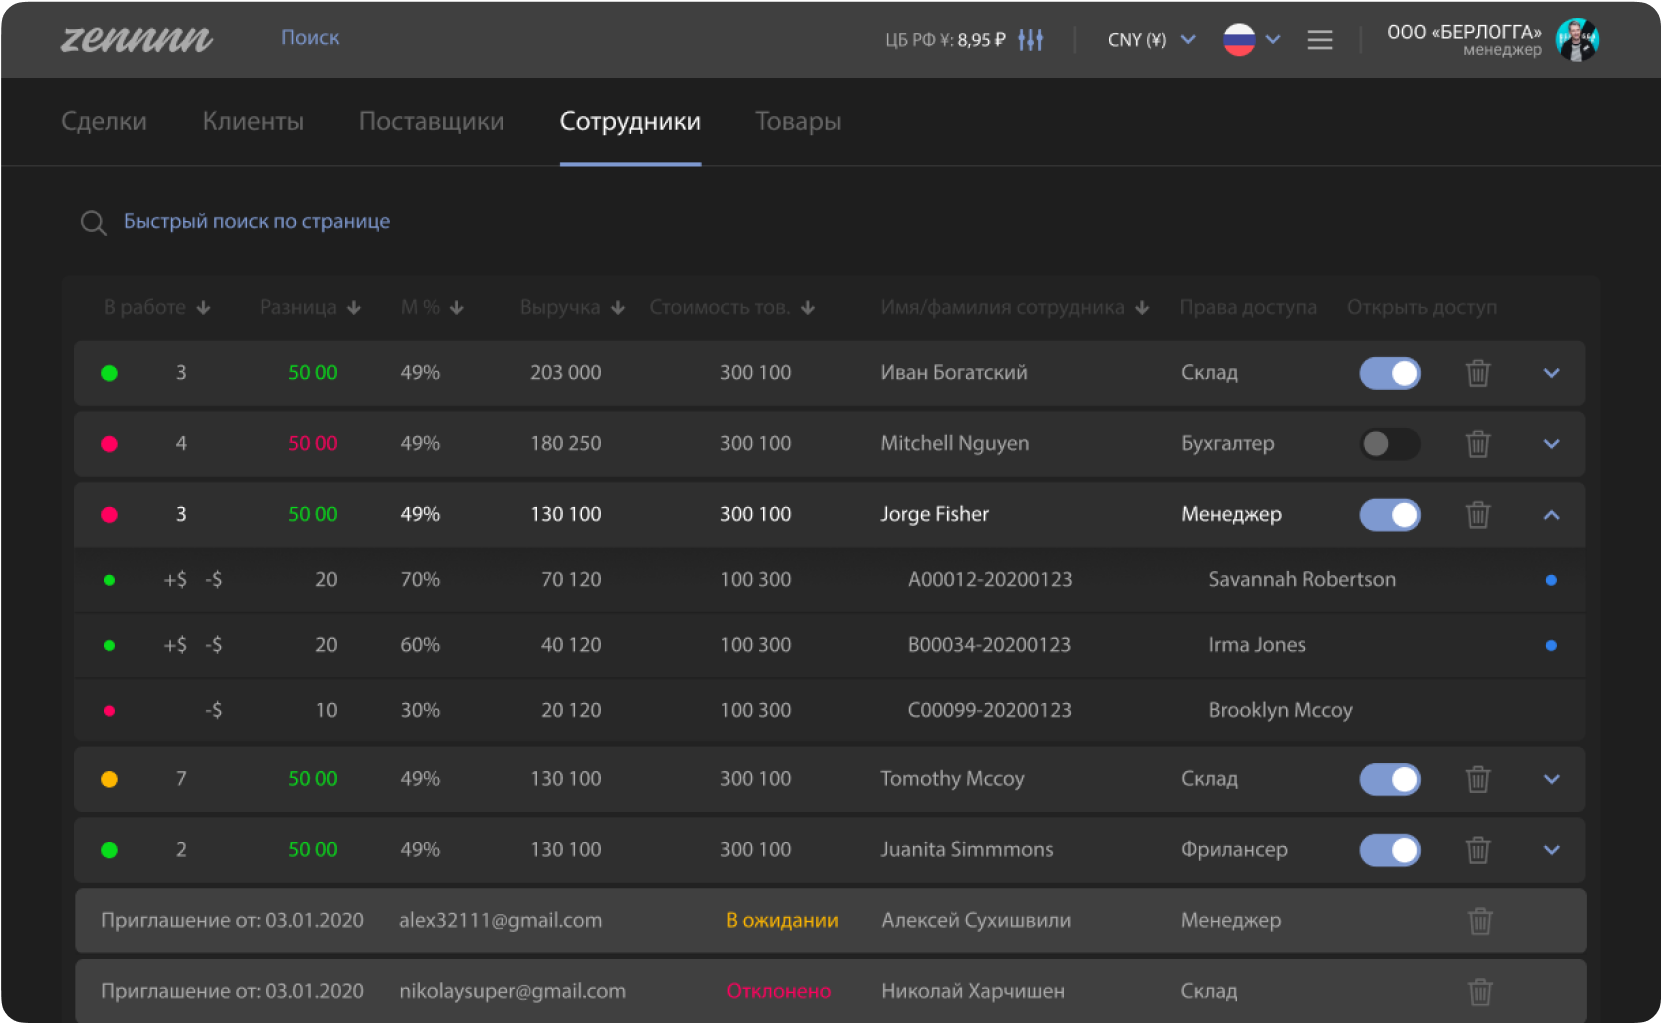 zennnn Поиск ЦБ РФ ¥: 8,95 ₽ CNY (¥) ООО «БЕРЛОГГА»
менеджер
Сделки Клиенты Поставщики Сотрудники Товары
Быстрый поиск по странице
В работе Разница М % Выручка Стоимость тов. Имя/фамилия сотрудника Права доступа Открыть доступ
3 50 00 49% 203 000 300 100 Иван Богатский Склад
4 50 00 49% 180 250 300 100 Mitchell Nguyen Бухгалтер
3 50 00 49% 130 100 300 100 Jorge Fisher Менеджер
+$ -$ 20 70% 70 120 100 300 A00012-20200123 Savannah Robertson
+$ -$ 20 60% 40 120 100 300 B00034-20200123 Irma Jones
-$ 10 30% 20 120 100 300 C00099-20200123 Brooklyn Mccoy
7 50 00 49% 130 100 300 100 Tomothy Mccoy Склад
2 50 00 49% 130 100 300 100 Juanita Simmmons Фрилансер
Приглашение от: 03.01.2020 alex32111@gmail.com В ожидании Алексей Сухишвили Менеджер
Приглашение от: 03.01.2020 nikolaysuper@gmail.com Отклонено Николай Харчишен Склад